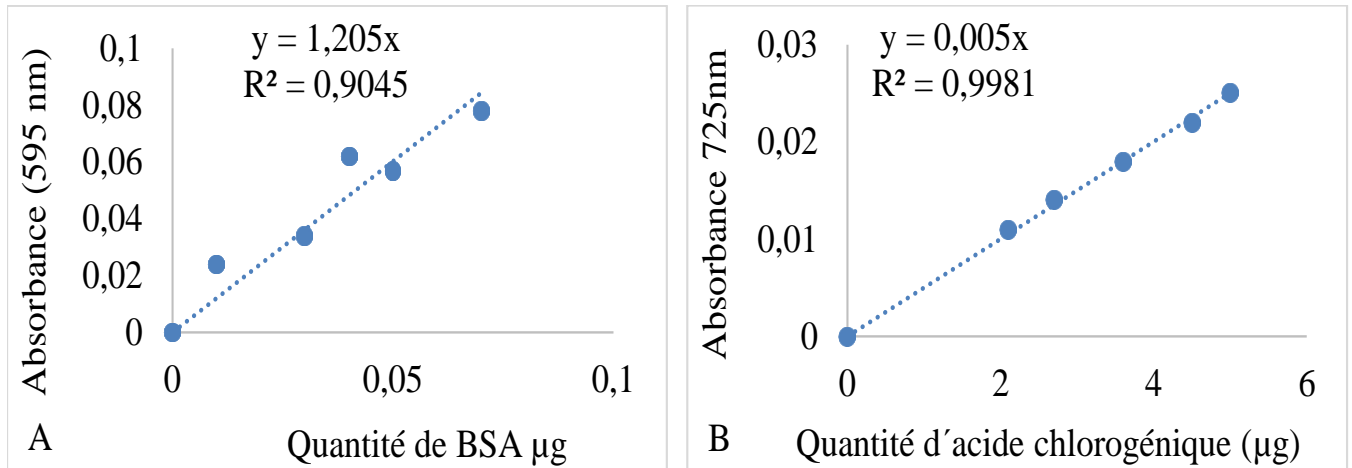 y = 1,205x
R² = 0,9045
Absorbance (595 nm)
0,1
0,08
0,06
0,04
0,02
0
0 0,05 0,1
A Quantité de BSA µg
y = 0,005x
R² = 0,9981
Absorbance 725nm
0,03
0,02
0,01
0
0 2 4 6
B Quantité d´acide chlorogénique (µg)